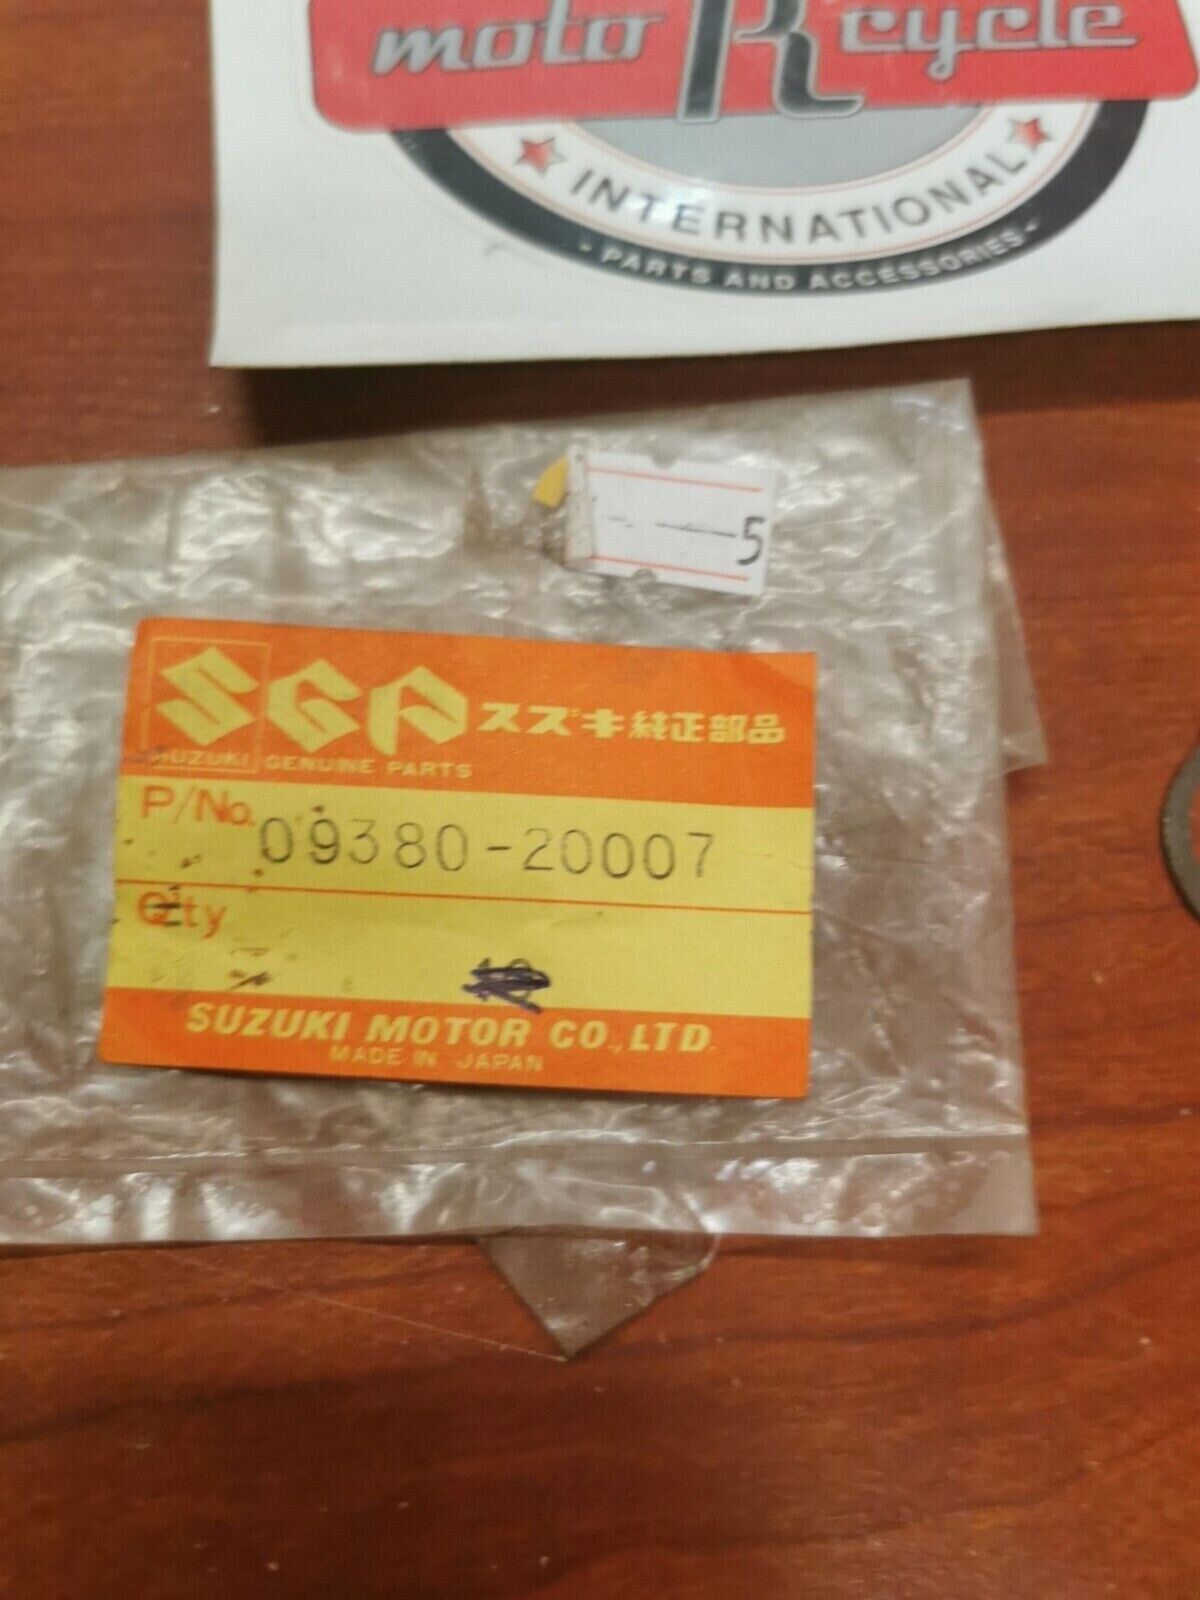 moto R cycle
INTERNATIONAL
• PARTS AND ACCESSORIES •
5
SGP スズキ純正部品
SUZUKI GENUINE PARTS
P/No. 09380-20007
Q'ty
SUZUKI MOTOR CO., LTD.
MADE IN JAPAN